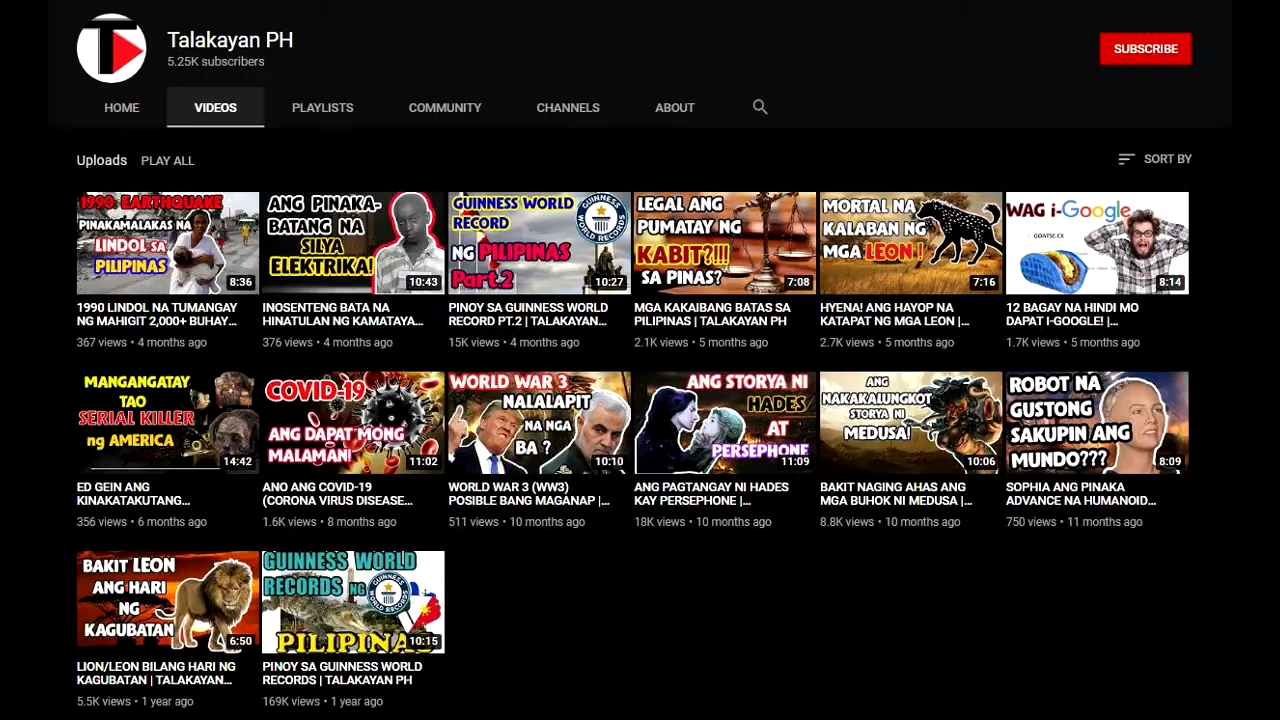 T
Talakayan PH
5.25K subscribers
SUBSCRIBE
HOME
VIDEOS
PLAYLISTS
COMMUNITY
CHANNELS
ABOUT
Uploads
PLAY ALL
SORT BY
1990: EARTHQUAKE
PINAKAMALAKAS NA
LINDOL SA
PILIPINAS
8:36
1990 LINDOL NA TUMANGAY
NG MAHIGIT 2,000+ BUHAY...
367 views • 4 months ago
ANG PINAKA-
BATANG NA
SILYA
ELEKTRIKA!
10:43
INOSENTENG BATA NA
HINATULAN NG KAMATAYA...
376 views • 4 months ago
GUINNESS WORLD
RECORD
NG PILIPINAS
Part.2
10:27
PINOY SA GUINNESS WORLD
RECORD PT.2 | TALAKAYAN...
15K views • 4 months ago
LEGAL ANG
PUMATAY NG
KABIT?!!!
SA PINAS?
7:08
MGA KAKAIBANG BATAS SA
PILIPINAS | TALAKAYAN PH
2.1K views • 5 months ago
MORTAL NA
KALABAN NG
MGA LEON !
7:16
HYENA! ANG HAYOP NA
KATAPAT NG MGA LEON |...
2.7K views • 5 months ago
WAG i-Google
GOATSE.CX
8:14
12 BAGAY NA HINDI MO
DAPAT I-GOOGLE! |...
1.7K views • 5 months ago
MANGANGATAY
TAO
SERIAL KILLER
ng AMERICA
14:42
ED GEIN ANG
KINAKATAKUTANG...
356 views • 6 months ago
COVID-19
ANG DAPAT MONG
MALAMAN!
11:02
ANO ANG COVID-19
(CORONA VIRUS DISEASE...
1.6K views • 8 months ago
WORLD WAR 3
NALALAPIT
NA NGA
BA ?
10:10
WORLD WAR 3 (WW3)
POSIBLE BANG MAGANAP |...
511 views • 10 months ago
ANG STORYA NI
HADES
AT
PERSEPHONE
11:09
ANG PAGTANGAY NI HADES
KAY PERSEPHONE |...
18K views • 10 months ago
ANG
NAKAKALUNGKOT
STORYA NI
MEDUSA!
10:06
BAKIT NAGING AHAS ANG
MGA BUHOK NI MEDUSA |...
8.8K views • 10 months ago
ROBOT NA
GUSTONG
SAKUPIN ANG
MUNDO???
8:09
SOPHIA ANG PINAKA
ADVANCE NA HUMANOID...
750 views • 11 months ago
BAKIT LEON
ANG HARI
NG
KAGUBATAN
6:50
LION/LEON BILANG HARI NG
KAGUBATAN | TALAKAYAN...
5.5K views • 1 year ago
GUINNESS WORLD
RECORDS NG
PILIPINA
10:15
PINOY SA GUINNESS WORLD
RECORDS | TALAKAYAN PH
169K views • 1 year ago